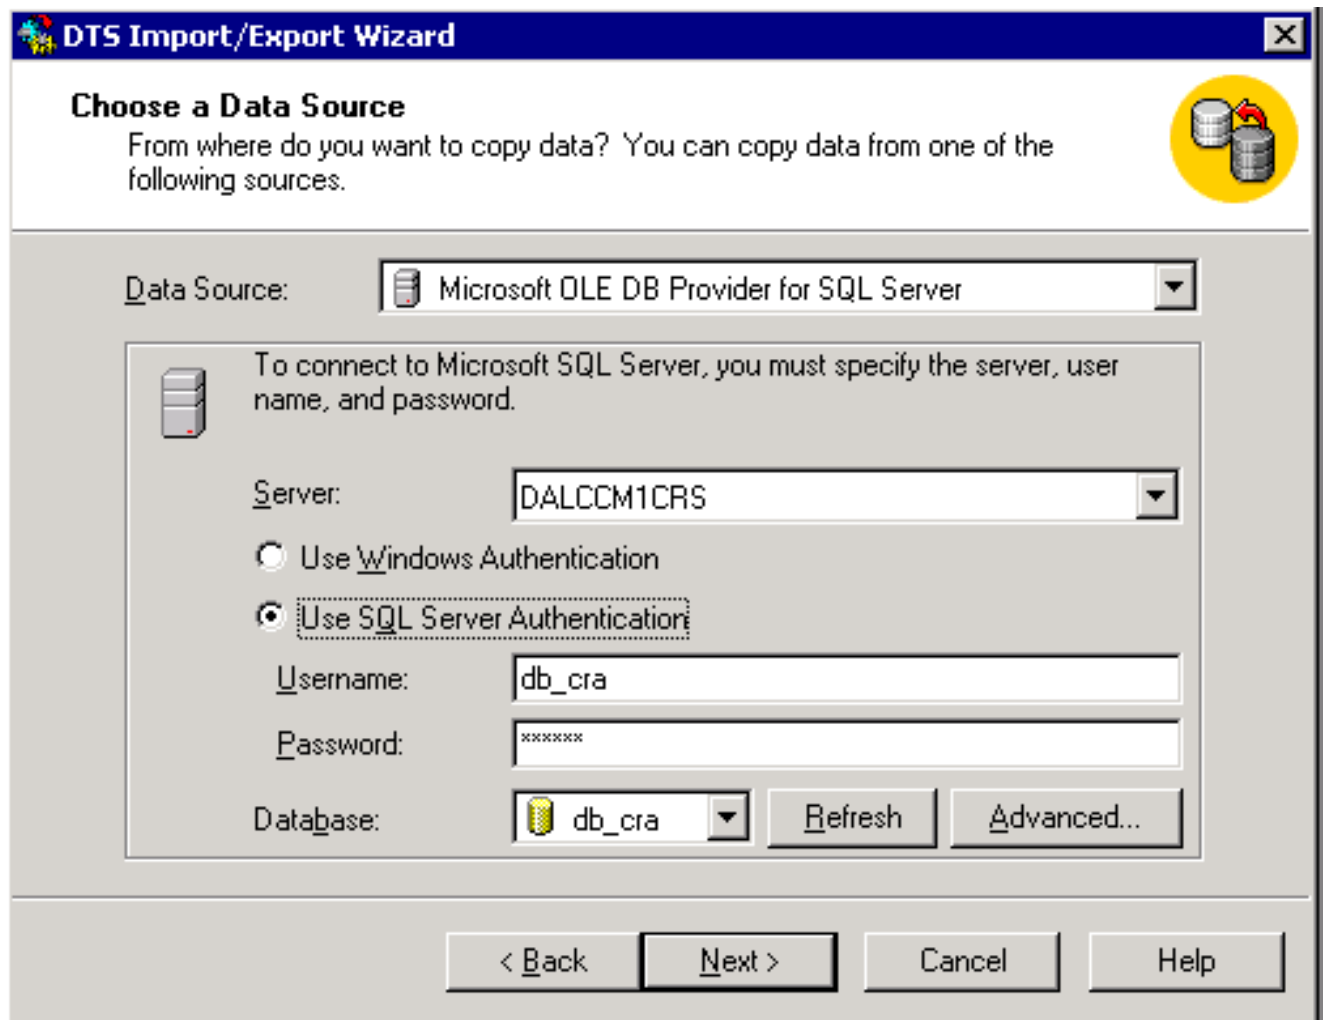 DTS Import/Export Wizard
Choose a Data Source
From where do you want to copy data? You can copy data from one of the
following sources.
Data Source: Microsoft OLE DB Provider for SQL Server
To connect to Microsoft SQL Server, you must specify the server, user
name, and password.
Server: DALCCM1CRS
Use Windows Authentication
Use SQL Server Authentication
Username: db_cra
Password: ******
Database: db_cra Refresh Advanced...
< Back Next > Cancel Help